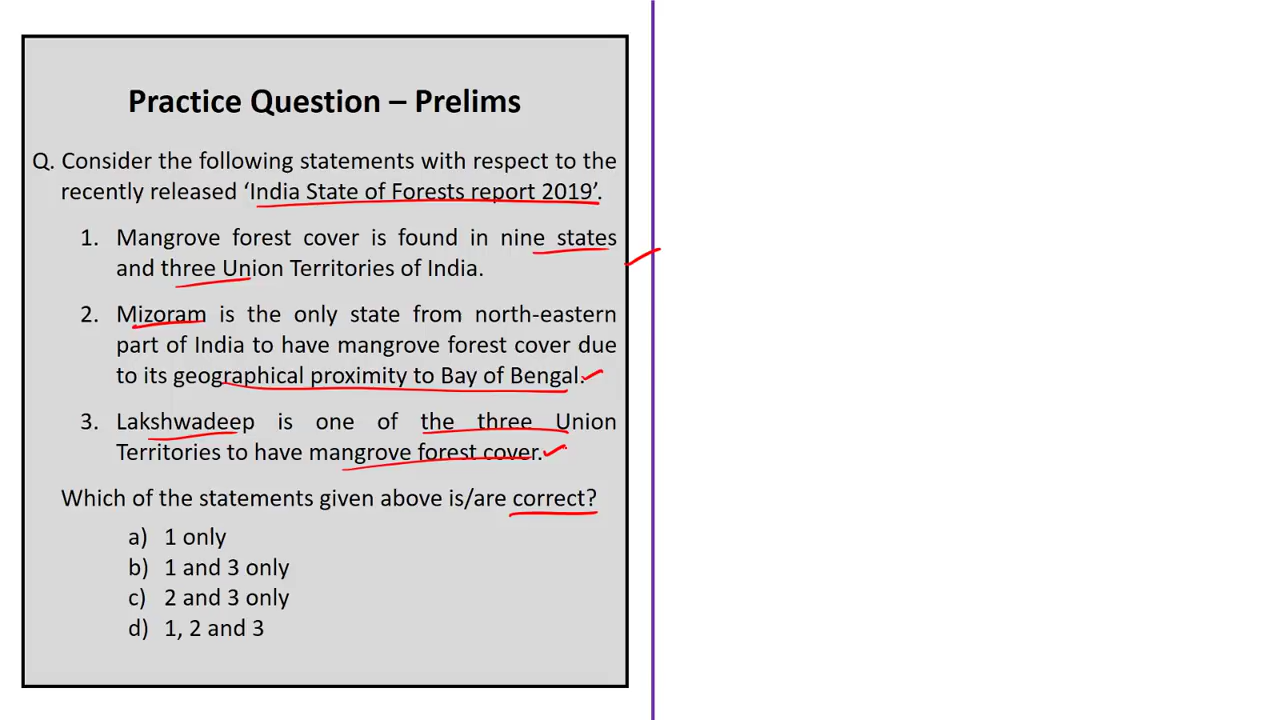 Practice Question – Prelims
Q. Consider the following statements with respect to the
recently released ‘India State of Forests report 2019’.
1. Mangrove forest cover is found in nine states
and three Union Territories of India.
2. Mizoram is the only state from north-eastern
part of India to have mangrove forest cover due
to its geographical proximity to Bay of Bengal.
3. Lakshwadeep is one of the three Union
Territories to have mangrove forest cover.
Which of the statements given above is/are correct?
a) 1 only
b) 1 and 3 only
c) 2 and 3 only
d) 1, 2 and 3